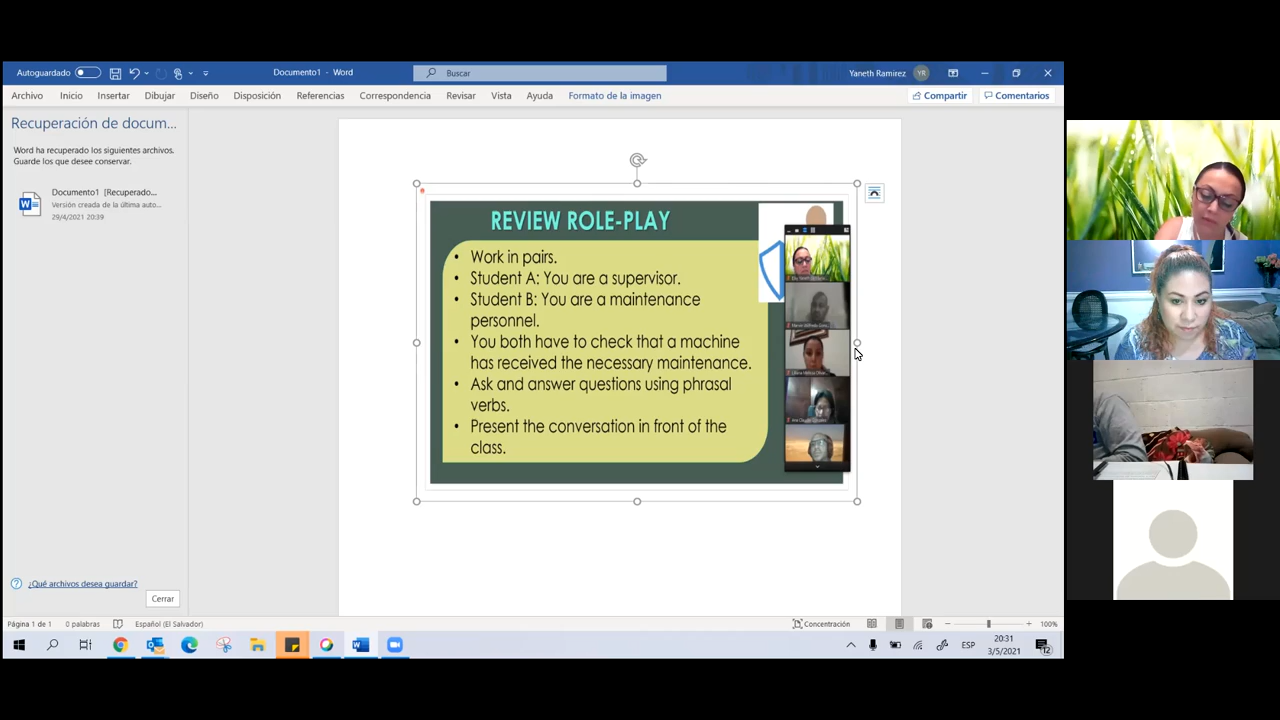 Autoguardado
Documento1 - Word
Buscar
Yaneth Ramirez
YR
Archivo Inicio Insertar Dibujar Diseño Disposición Referencias Correspondencia Revisar Vista Ayuda Formato de la imagen
Compartir
Comentarios
Recuperación de docum...
Word ha recuperado los siguientes archivos.
Guarde los que desee conservar.
Documento1 [Recuperado...
Versión creada de la última auto...
29/4/2021 20:39
REVIEW ROLE-PLAY
• Work in pairs.
• Student A: You are a supervisor.
• Student B: You are a maintenance
personnel.
• You both have to check that a machine
has received the necessary maintenance.
• Ask and answer questions using phrasal
verbs.
• Present the conversation in front of the
class.
¿Qué archivos desea guardar?
Cerrar
Página 1 de 1
0 palabras
Español (El Salvador)
Concentración
100%
ESP
20:31
3/5/2021
12